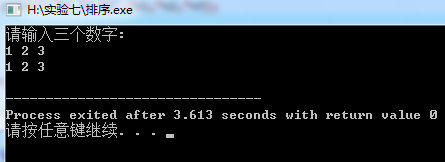 H:\实验七\排序.exe
请输入三个数字：
1 2 3
1 2 3
--------------------------------
Process exited after 3.613 seconds with return value 0
请按任意键继续. . .